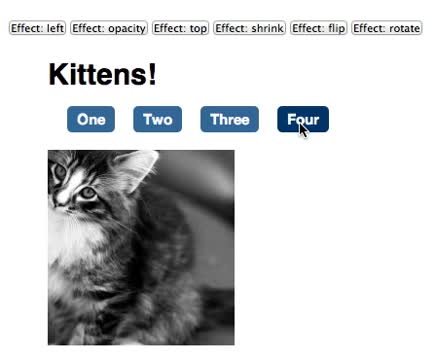 Effect: left Effect: opacity Effect: top Effect: shrink Effect: flip Effect: rotate
Kittens!
One Two Three Four